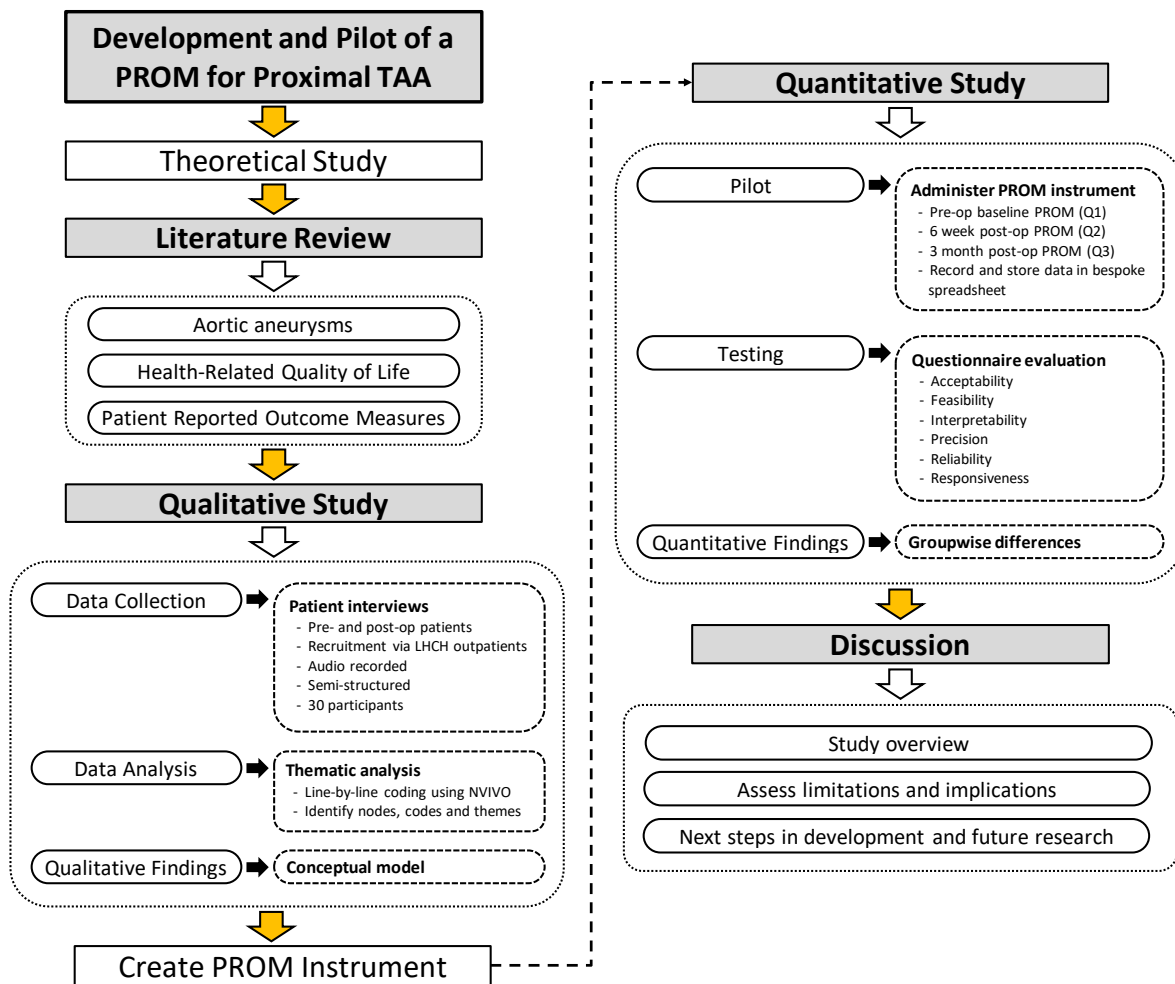 Development and Pilot of a
PROM for Proximal TAA
Theoretical Study
Literature Review
Aortic aneurysms
Health-Related Quality of Life
Patient Reported Outcome Measures
Qualitative Study
Data Collection
Patient interviews
- Pre- and post-op patients
- Recruitment via LHCH outpatients
- Audio recorded
- Semi-structured
- 30 participants
Data Analysis
Thematic analysis
- Line-by-line coding using NVIVO
- Identify nodes, codes and themes
Qualitative Findings
Conceptual model
Create PROM Instrument
Quantitative Study
Pilot
Administer PROM instrument
- Pre-op baseline PROM (Q1)
- 6 week post-op PROM (Q2)
- 3 month post-op PROM (Q3)
- Record and store data in bespoke
spreadsheet
Testing
Questionnaire evaluation
- Acceptability
- Feasibility
- Interpretability
- Precision
- Reliability
- Responsiveness
Quantitative Findings
Groupwise differences
Discussion
Study overview
Assess limitations and implications
Next steps in development and future research